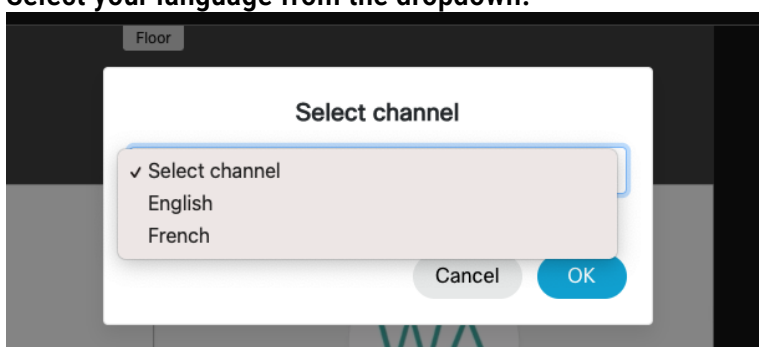 Select your language from the dropdown:
Floor
Select channel
✓ Select channel
English
French
Cancel
OK